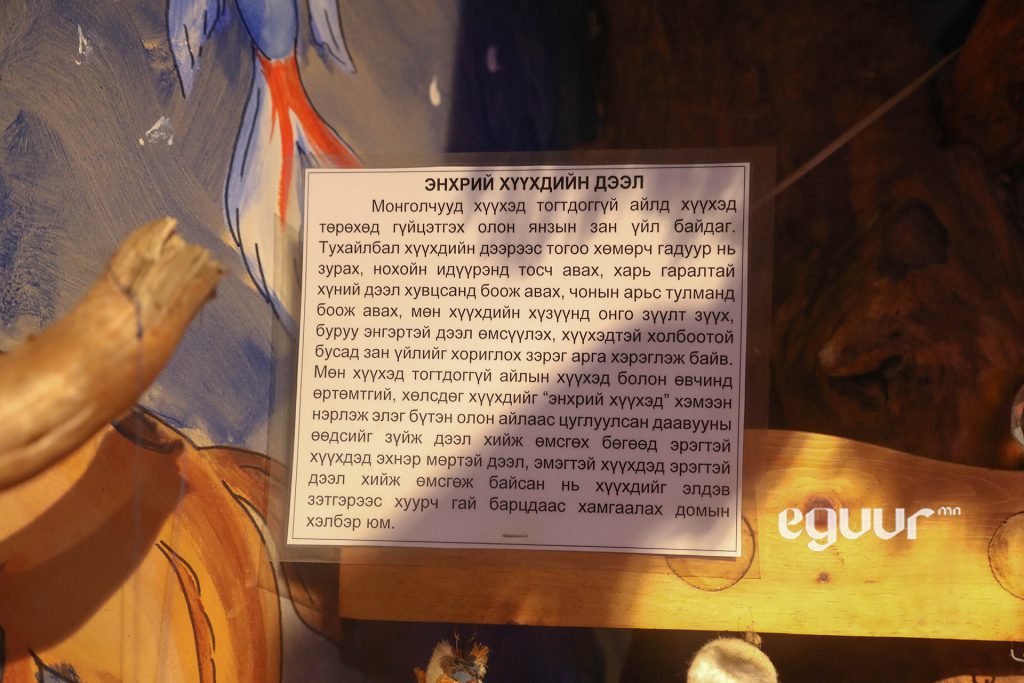 ЭНХРИЙ ХҮҮХДИЙН ДЭЭЛ
Монголчууд хүүхэд тогтдоггүй айлд хүүхэд
төрөхөд гүйцэтгэх олон янзын зан үйл байдаг.
Тухайлбал хүүхдийн дээрээс тогоо хөмөрч гадуур нь
зурах, нохойн идүүрэнд тосч авах, харь гаралтай
хүний дээл хувцсанд боож авах, чонын арьс тулманд
боож авах, мөн хүүхдийн хүзүүнд онго зүүлт зүүх,
буруу энгэртэй дээл өмсүүлэх, хүүхэдтэй холбоотой
бусад зан үйлийг хориглох зэрэг арга хэрэглэж байв.
Мөн хүүхэд тогтдоггүй айлын хүүхэд болон өвчинд
өртөмтгий, хөлсдөг хүүхдийг “энхрий хүүхэд” хэмээн
нэрлэж элэг бүтэн олон айлаас цуглуулсан даавууны
өөдсийг зүйж дээл хийж өмсгөх бөгөөд эрэгтэй
хүүхдэд эхнэр мөртэй дээл, эмэгтэй хүүхдэд эрэгтэй
дээл хийж өмсгөж байсан нь хүүхдийг элдэв
зэтгэрээс хуурч гай барцдаас хамгаалах домын
хэлбэр юм.
eguur.mn